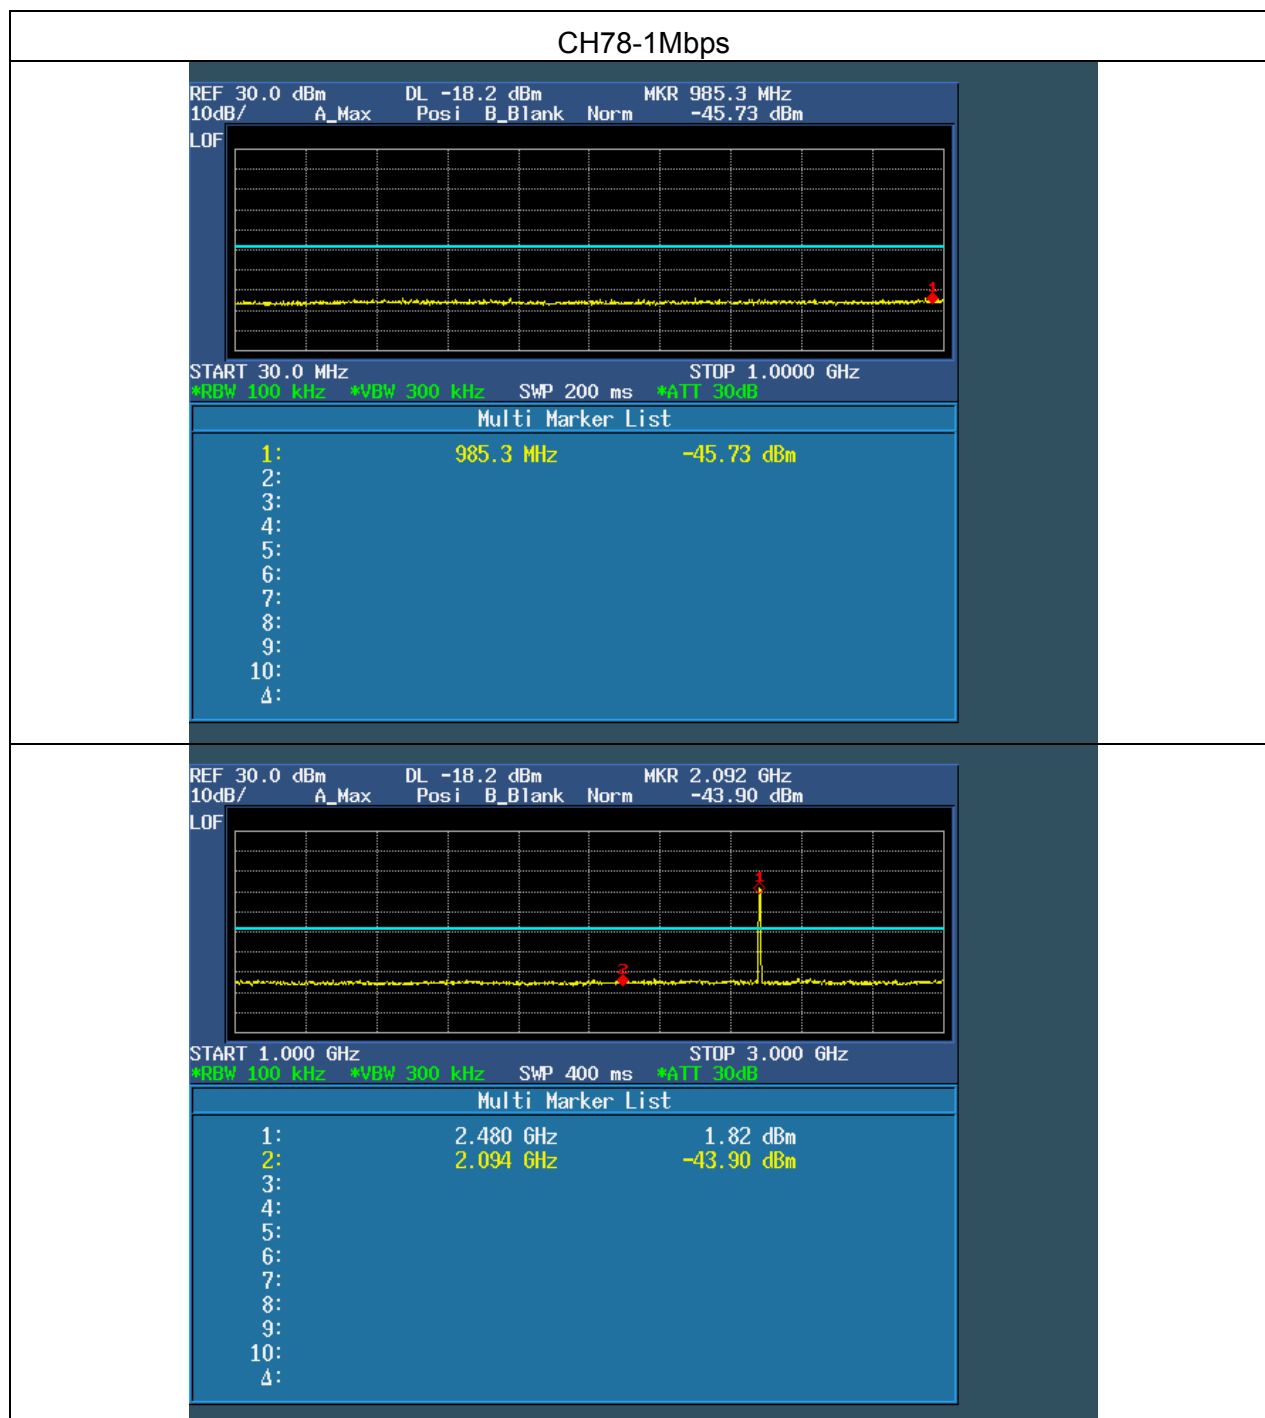 CH78-1Mbps
REF 30.0 dBm DL -18.2 dBm MKR 985.3 MHz
10dB/ A_Max Posi B_Blank Norm -45.73 dBm
LOF
1
START 30.0 MHz STOP 1.0000 GHz
*RBW 100 kHz *VBW 300 kHz SWP 200 ms *ATT 30dB
Multi Marker List
1: 985.3 MHz -45.73 dBm
2:
3:
4:
5:
6:
7:
8:
9:
10:
Δ:
REF 30.0 dBm DL -18.2 dBm MKR 2.092 GHz
10dB/ A_Max Posi B_Blank Norm -43.90 dBm
LOF
1
2
START 1.000 GHz STOP 3.000 GHz
*RBW 100 kHz *VBW 300 kHz SWP 400 ms *ATT 30dB
Multi Marker List
1: 2.480 GHz 1.82 dBm
2: 2.094 GHz -43.90 dBm
3:
4:
5:
6:
7:
8:
9:
10:
Δ: